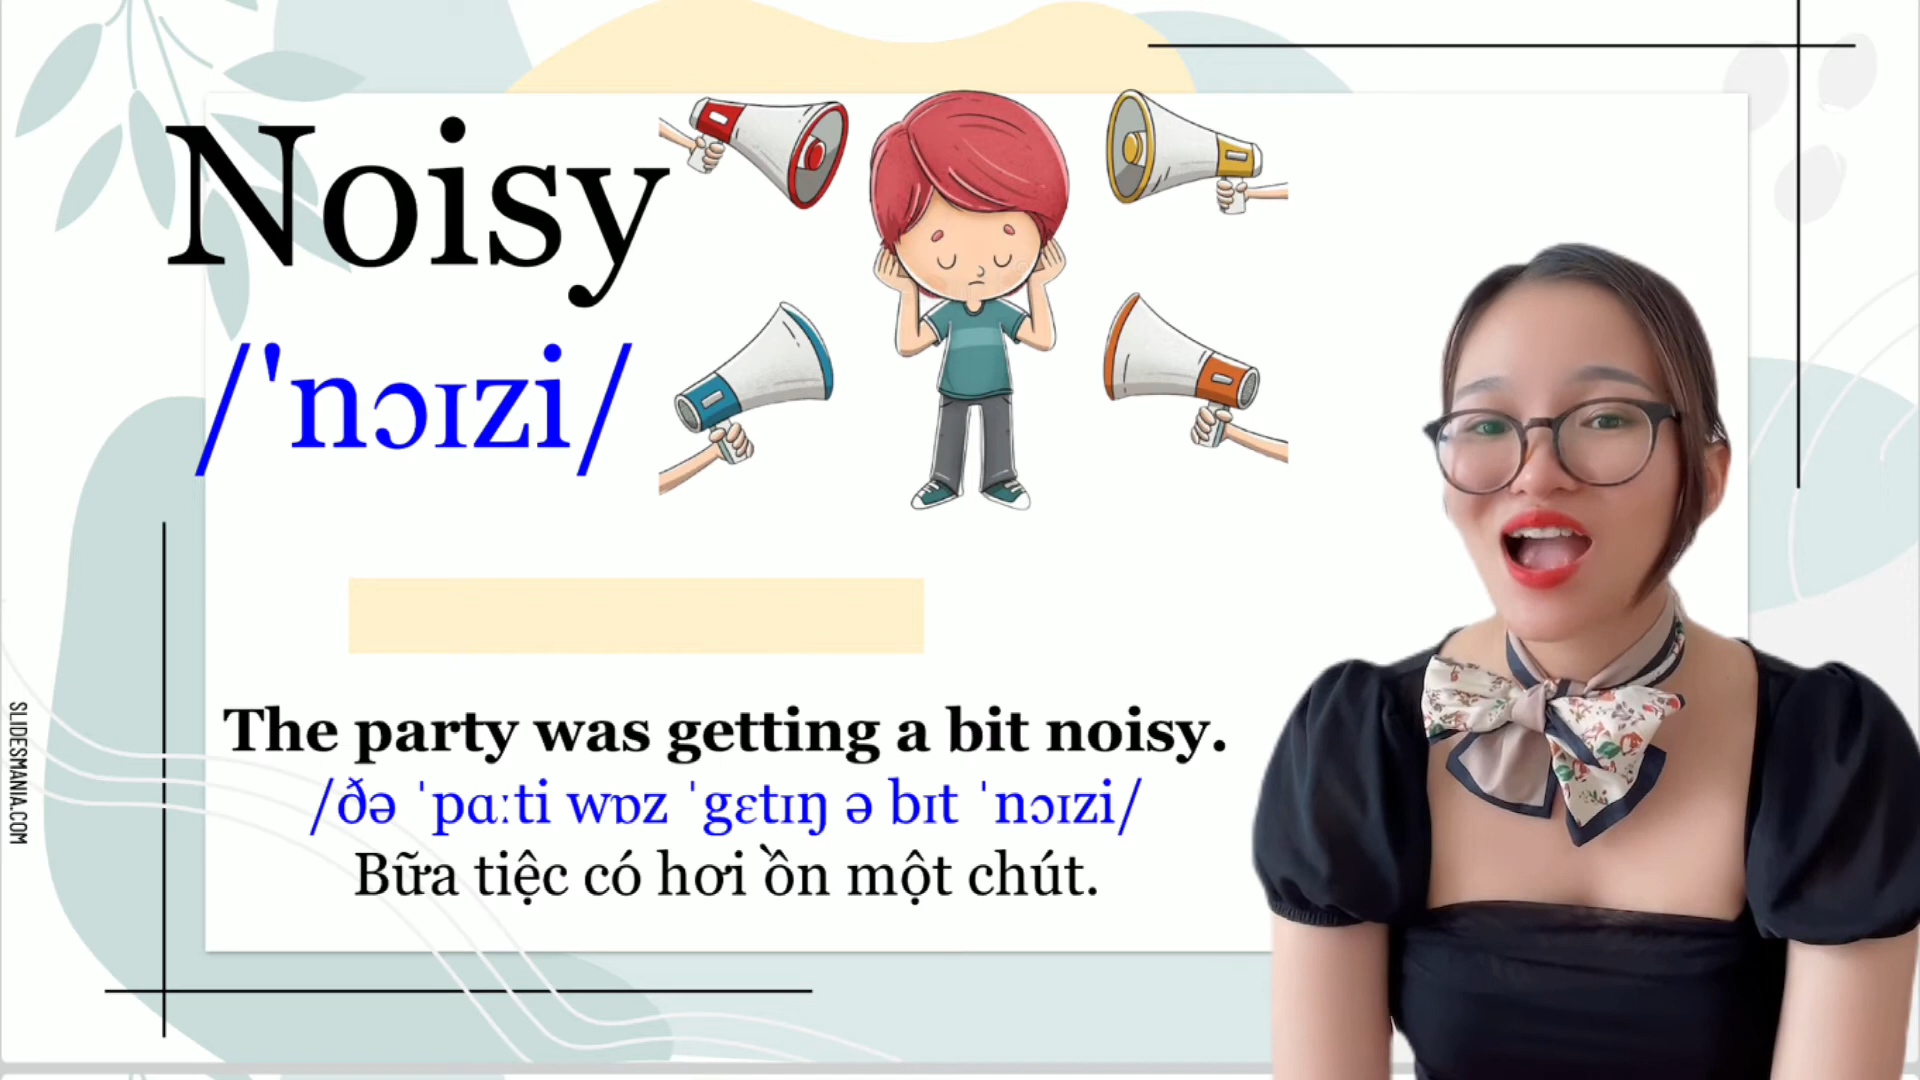 Noisy
/ˈnɔɪzi/
The party was getting a bit noisy.
/ðə ˈpɑːti wɒz ˈgɛtɪŋ ə bɪt ˈnɔɪzi/
Bữa tiệc có hơi ồn một chút.
SLIDESMANIA.COM